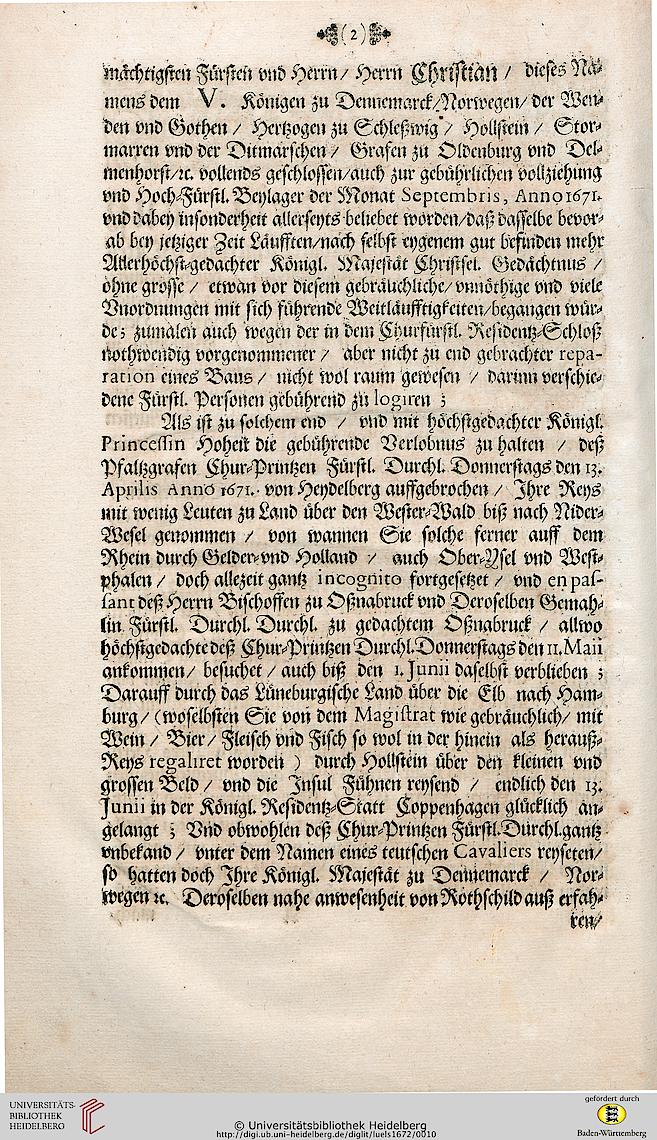 (2)
mächtigsten Fürsten vnd Herrn/ Herrn Christian / dieses Na-
mens dem V. Königen zu Dennemarck/Norwegen/ der Wen-
den vnd Gothen / Hertzogen zu Schleßwig / Hollstein / Stor-
marren vnd der Ditmarschen / Grafen zu Oldenburg vnd Del-
menhorst/ꝛc. vollends geschlossen/auch zur gebührlichen vollziehung
vnd Hoch-Fürstl. Beylager der Monat Septembris, Anno 1671.
vnd dabey insonderheit allerseyts beliebet worden/daß dasselbe bevor-
ab bey jetziger Zeit Läufften/nach selbst eygenem gut befinden mehr
Allerhöchst-gedachter Königl. Majestät Christsel. Gedächtnus /
ohne grosse / etwan vor diesem gebräuchliche/ vnnöthige vnd viele
Vnordnungen mit sich führende Weitläufftigkeiten/begangen wür-
de; zumalen auch wegen der in dem Churfürstl. Residentz-Schloß
nothwendig vorgenommener / aber nicht zu end gebrachter repa-
ration eines Baus / nicht wol raum gewesen / darinn verschie-
dene Fürstl. Personen gebührend zu logiren ;
Als ist zu solchem end / vnd mit höchstgedachter Königl.
Princessin Hoheit die gebührende Verlobnus zu halten / deß
Pfaltzgrafen Chur-Printzen Fürstl. Durchl. Donnerstags den 13.
Aprilis Anno 1671. von Heydelberg auffgebrochen / Ihre Reys
mit wenig Leuten zu Land über den Wester-Wald biß nach Nider-
Wesel genommen / von wannen Sie solche ferner auff dem
Rhein durch Gelder-vnd Holland / auch Ober-Ysel vnd West-
phalen / doch allezeit gantz incognito fortgesetzet / vnd en pas-
sant deß Herrn Bischoffen zu Oßnabruck vnd Deroselben Gemah-
lin Fürstl. Durchl. Durchl. zu gedachtem Oßnabruck / allwo
höchstgedachte deß Chur-Printzen Durchl. Donnerstags den 11. Maii
ankommen/ besuchet / auch biß den 1. Junii daselbst verblieben ;
Darauff durch das Lüneburgische Land über die Elb nach Ham-
burg/ (woselbsten Sie von dem Magistrat wie gebräuchlich/ mit
Wein / Bier/ Fleisch vnd Fisch so wol in der hinein als herauß-
Reys regaliret worden ) durch Hollstein über den kleinen vnd
grossen Beld / vnd die Insul Fühnen reysend / endlich den 13.
Junii in der Königl. Residentz-Statt Coppenhagen glücklich an-
gelangt ; Vnd obwohlen deß Chur-Printzen Fürstl. Durchl. gantz
vnbekand / vnter dem Namen eines teutschen Cavaliers reyseten/
so hatten doch Ihre Königl. Majestät zu Dennemarck / Nor-
wegen ꝛc. Deroselben nahe anwesenheit von Rothschild auß erfah-
ren/
UNIVERSITÄTS-
BIBLIOTHEK
HEIDELBERG
© Universitätsbibliothek Heidelberg
http://digi.ub.uni-heidelberg.de/diglit/luels1672/0010
gefördert durch
Baden-Württemberg